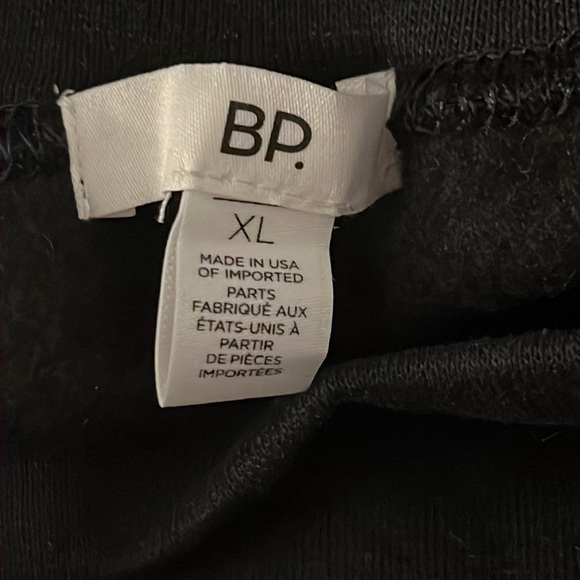 BP.
XL
MADE IN USA
OF IMPORTED
PARTS
FABRIQUÉ AUX
ÉTATS-UNIS À
PARTIR
DE PIÈCES
IMPORTÉES